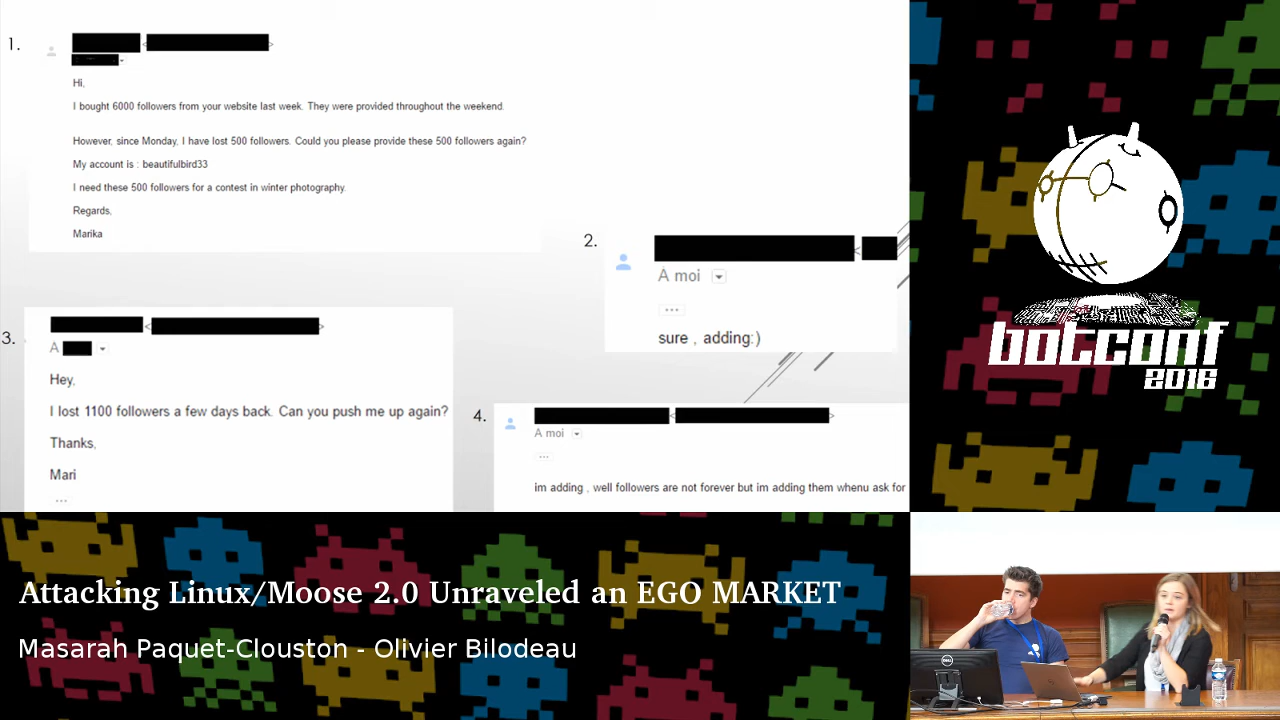 1.
Hi,
I bought 6000 followers from your website last week. They were provided throughout the weekend.
However, since Monday, I have lost 500 followers. Could you please provide these 500 followers again?
My account is : beautifulbird33
I need these 500 followers for a contest in winter photography.
Regards,
Marika
2.
A moi
...
sure , adding:)
3.
A
Hey,
I lost 1100 followers a few days back. Can you push me up again?
Thanks,
Mari
...
4.
A moi
...
im adding , well followers are not forever but im adding them whenu ask for
botconf
2016
Attacking Linux/Moose 2.0 Unraveled an EGO MARKET
Masarah Paquet-Clouston - Olivier Bilodeau
DELL